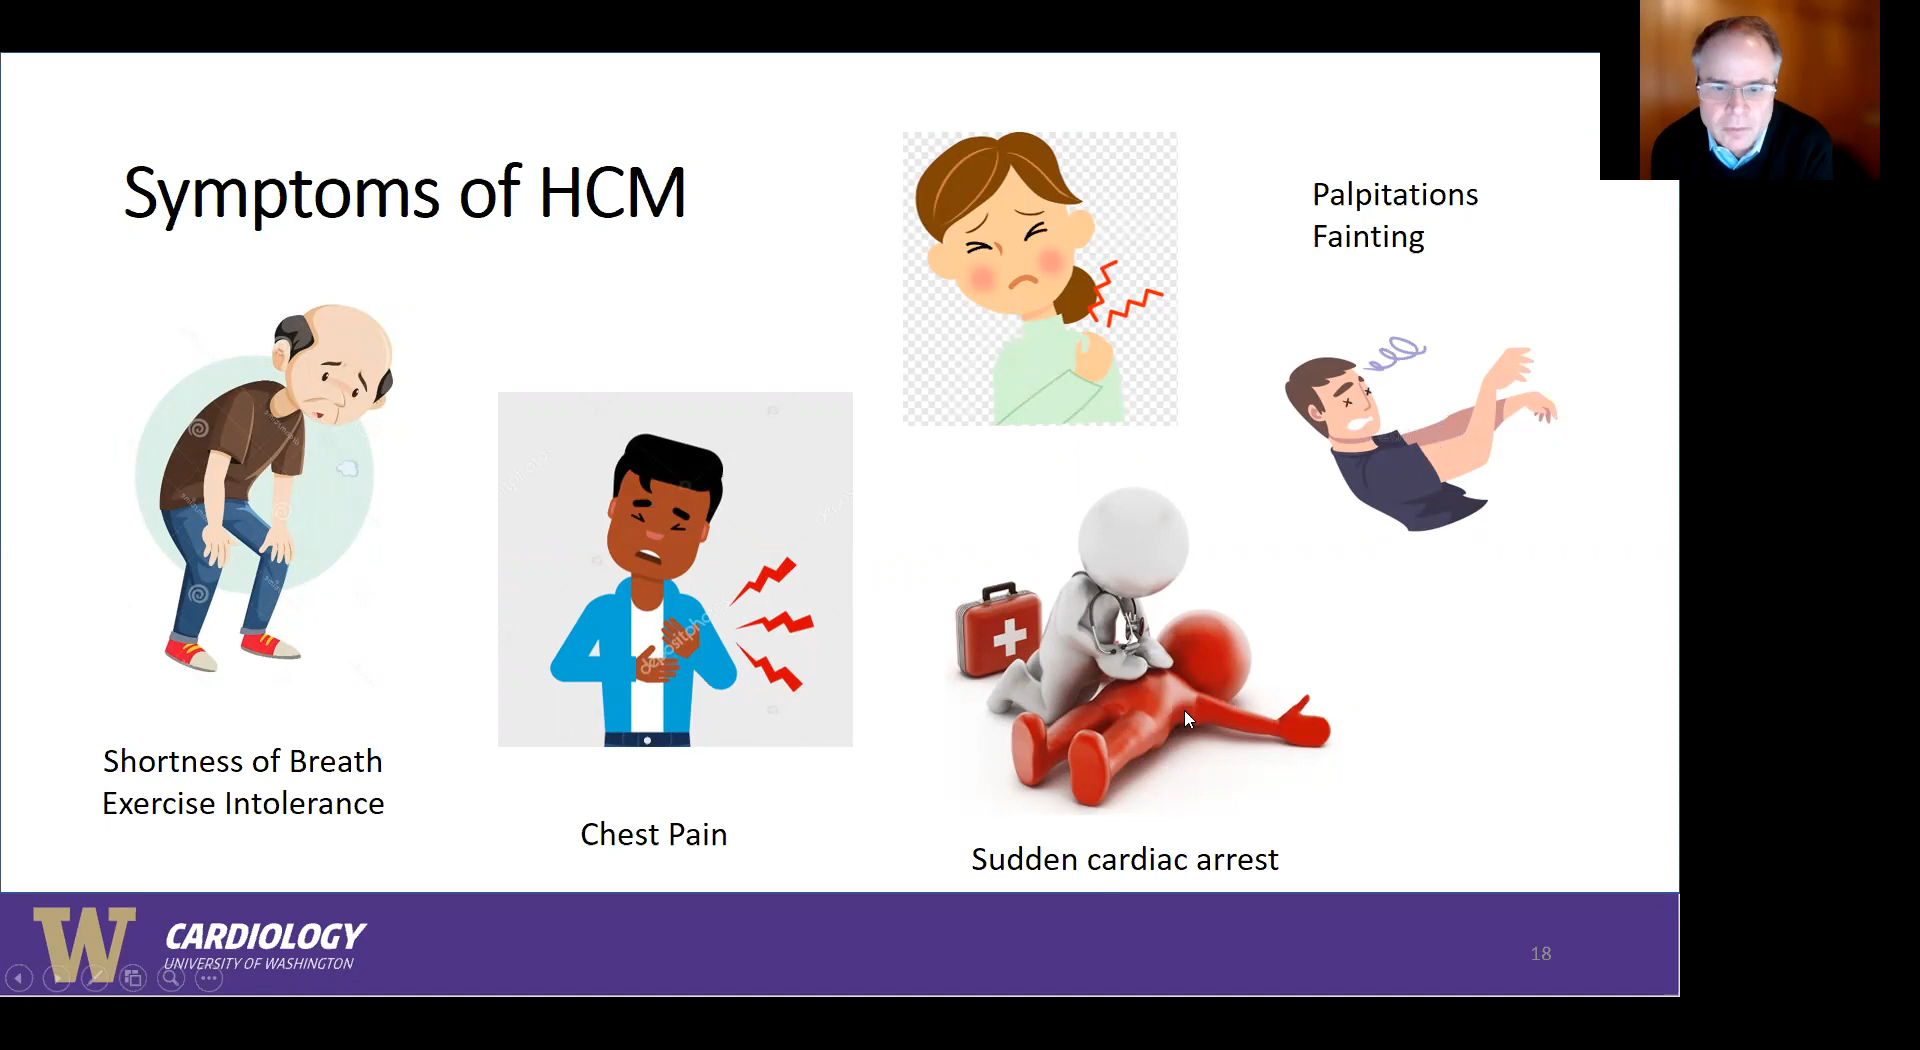 Symptoms of HCM
Palpitations
Fainting
Shortness of Breath
Exercise Intolerance
depositpho
Chest Pain
Sudden cardiac arrest
W
CARDIOLOGY
UNIVERSITY OF WASHINGTON
18